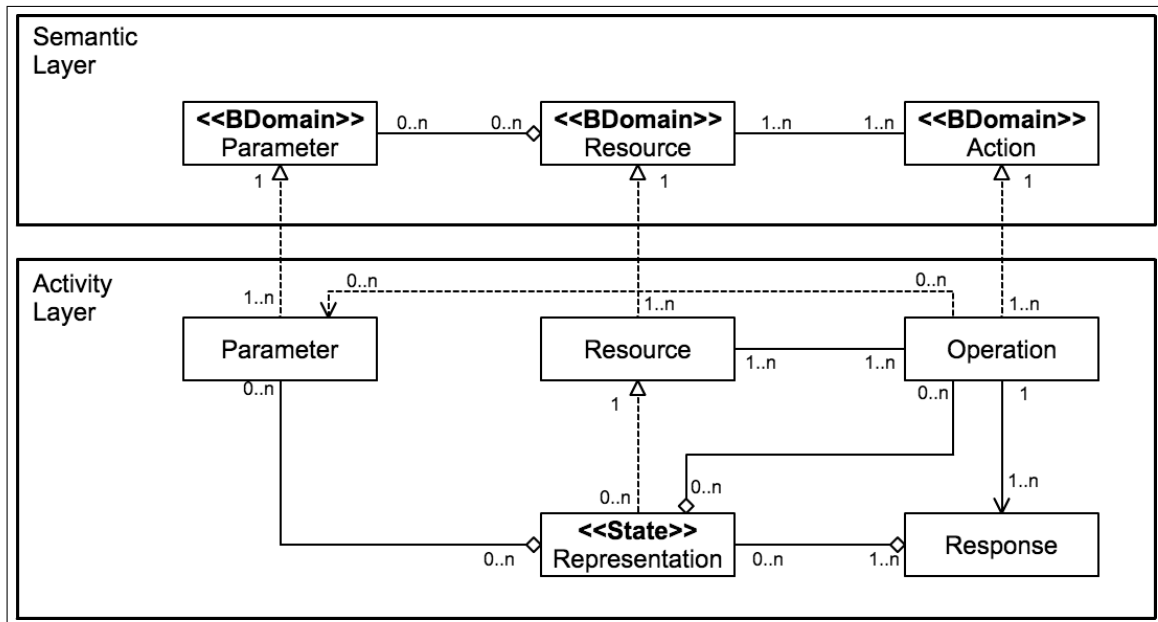 Semantic
Layer
<<BDomain>>
Parameter
0..n
0..n
<<BDomain>>
Resource
1..n
1..n
<<BDomain>>
Action
1
1
1
Activity
Layer
0..n
0..n
1..n
1..n
1..n
Parameter
Resource
1..n
1..n
Operation
0..n
1
0..n
1
0..n
0..n
1..n
<<State>>
Representation
0..n
0..n
1..n
Response